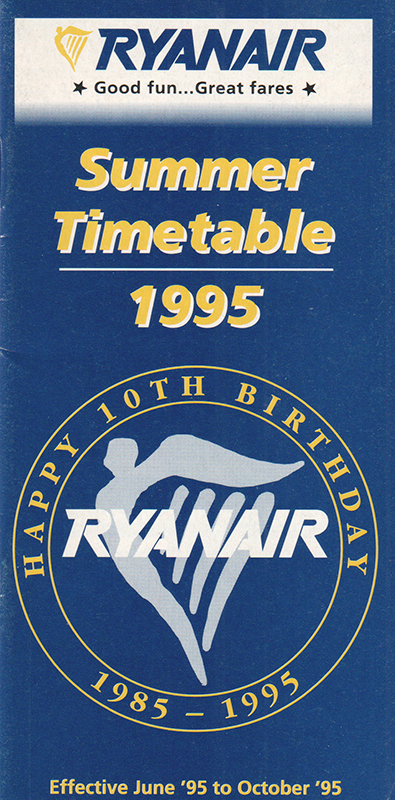 RYANAIR
★ Good fun...Great fares ★
Summer
Timetable
1995
HAPPY 10TH BIRTHDAY
RYANAIR
1985 – 1995
Effective June '95 to October '95